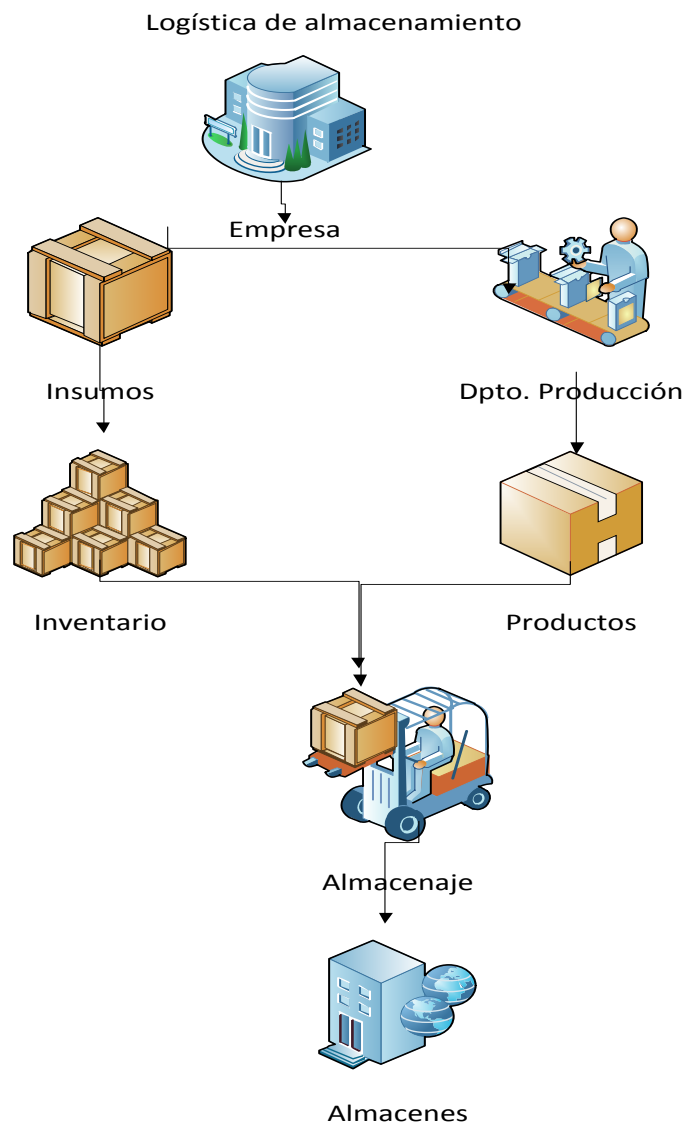 Logística de almacenamiento
Empresa
Insumos
Dpto. Producción
Inventario
Productos
Almacenaje
Almacenes